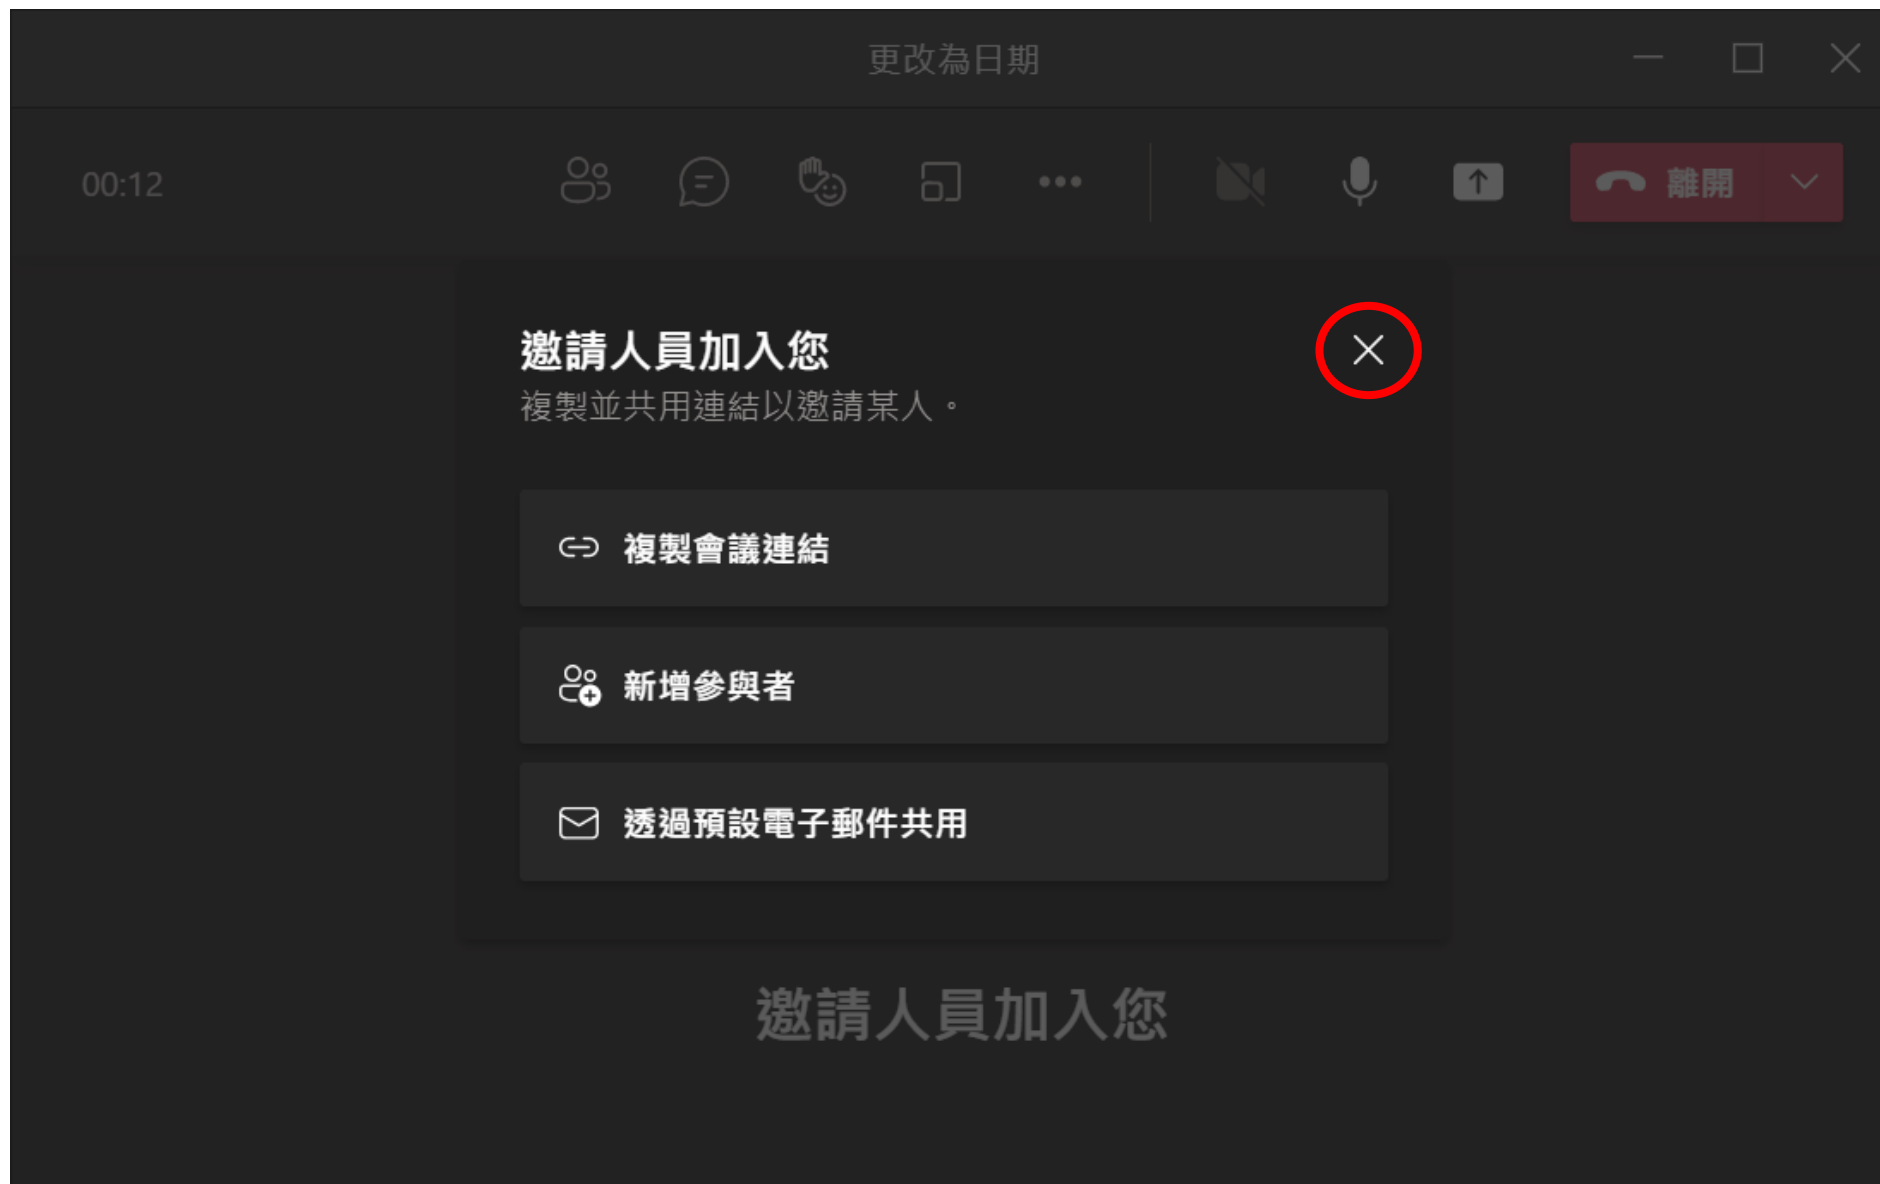 更改為日期
00:12
離開
邀請人員加入您
複製並共用連結以邀請某人。
複製會議連結
新增參與者
透過預設電子郵件共用
邀請人員加入您